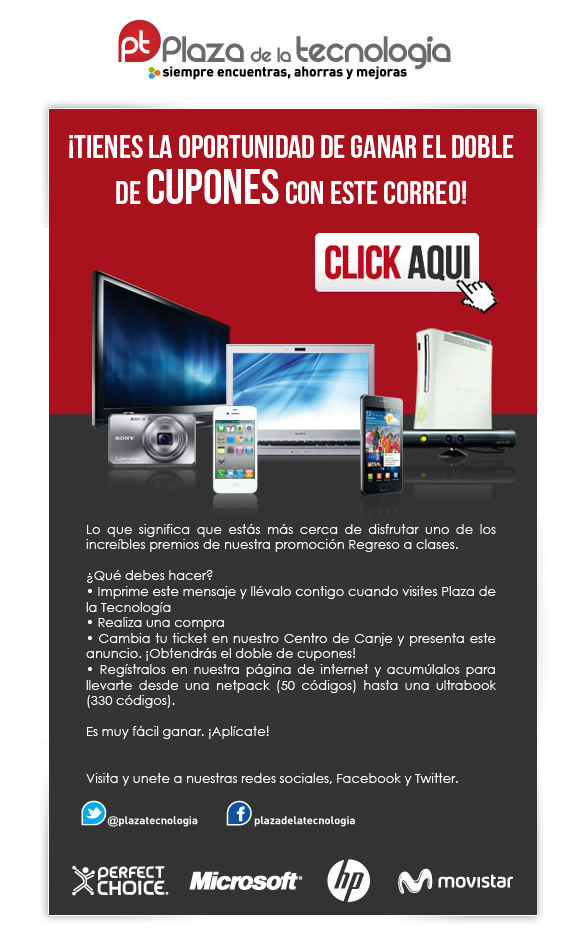 pt Plaza de la tecnología
siempre encuentras, ahorras y mejoras
¡TIENES LA OPORTUNIDAD DE GANAR EL DOBLE
DE CUPONES CON ESTE CORREO!
CLICK AQUI
SONY
Lo que significa que estás más cerca de disfrutar uno de los
increíbles premios de nuestra promoción Regreso a clases.
¿Qué debes hacer?
• Imprime este mensaje y llévalo contigo cuando visites Plaza de
la Tecnología
• Realiza una compra
• Cambia tu ticket en nuestro Centro de Canje y presenta este
anuncio. ¡Obtendrás el doble de cupones!
• Regístralos en nuestra página de internet y acumúlalos para
llevarte desde una netpack (50 códigos) hasta una ultrabook
(330 códigos).
Es muy fácil ganar. ¡Aplícate!
Visita y unete a nuestras redes sociales, Facebook y Twitter.
@plazatecnologia
plazadelatecnologia
PERFECT
CHOICE.
Microsoft
hp
movistar